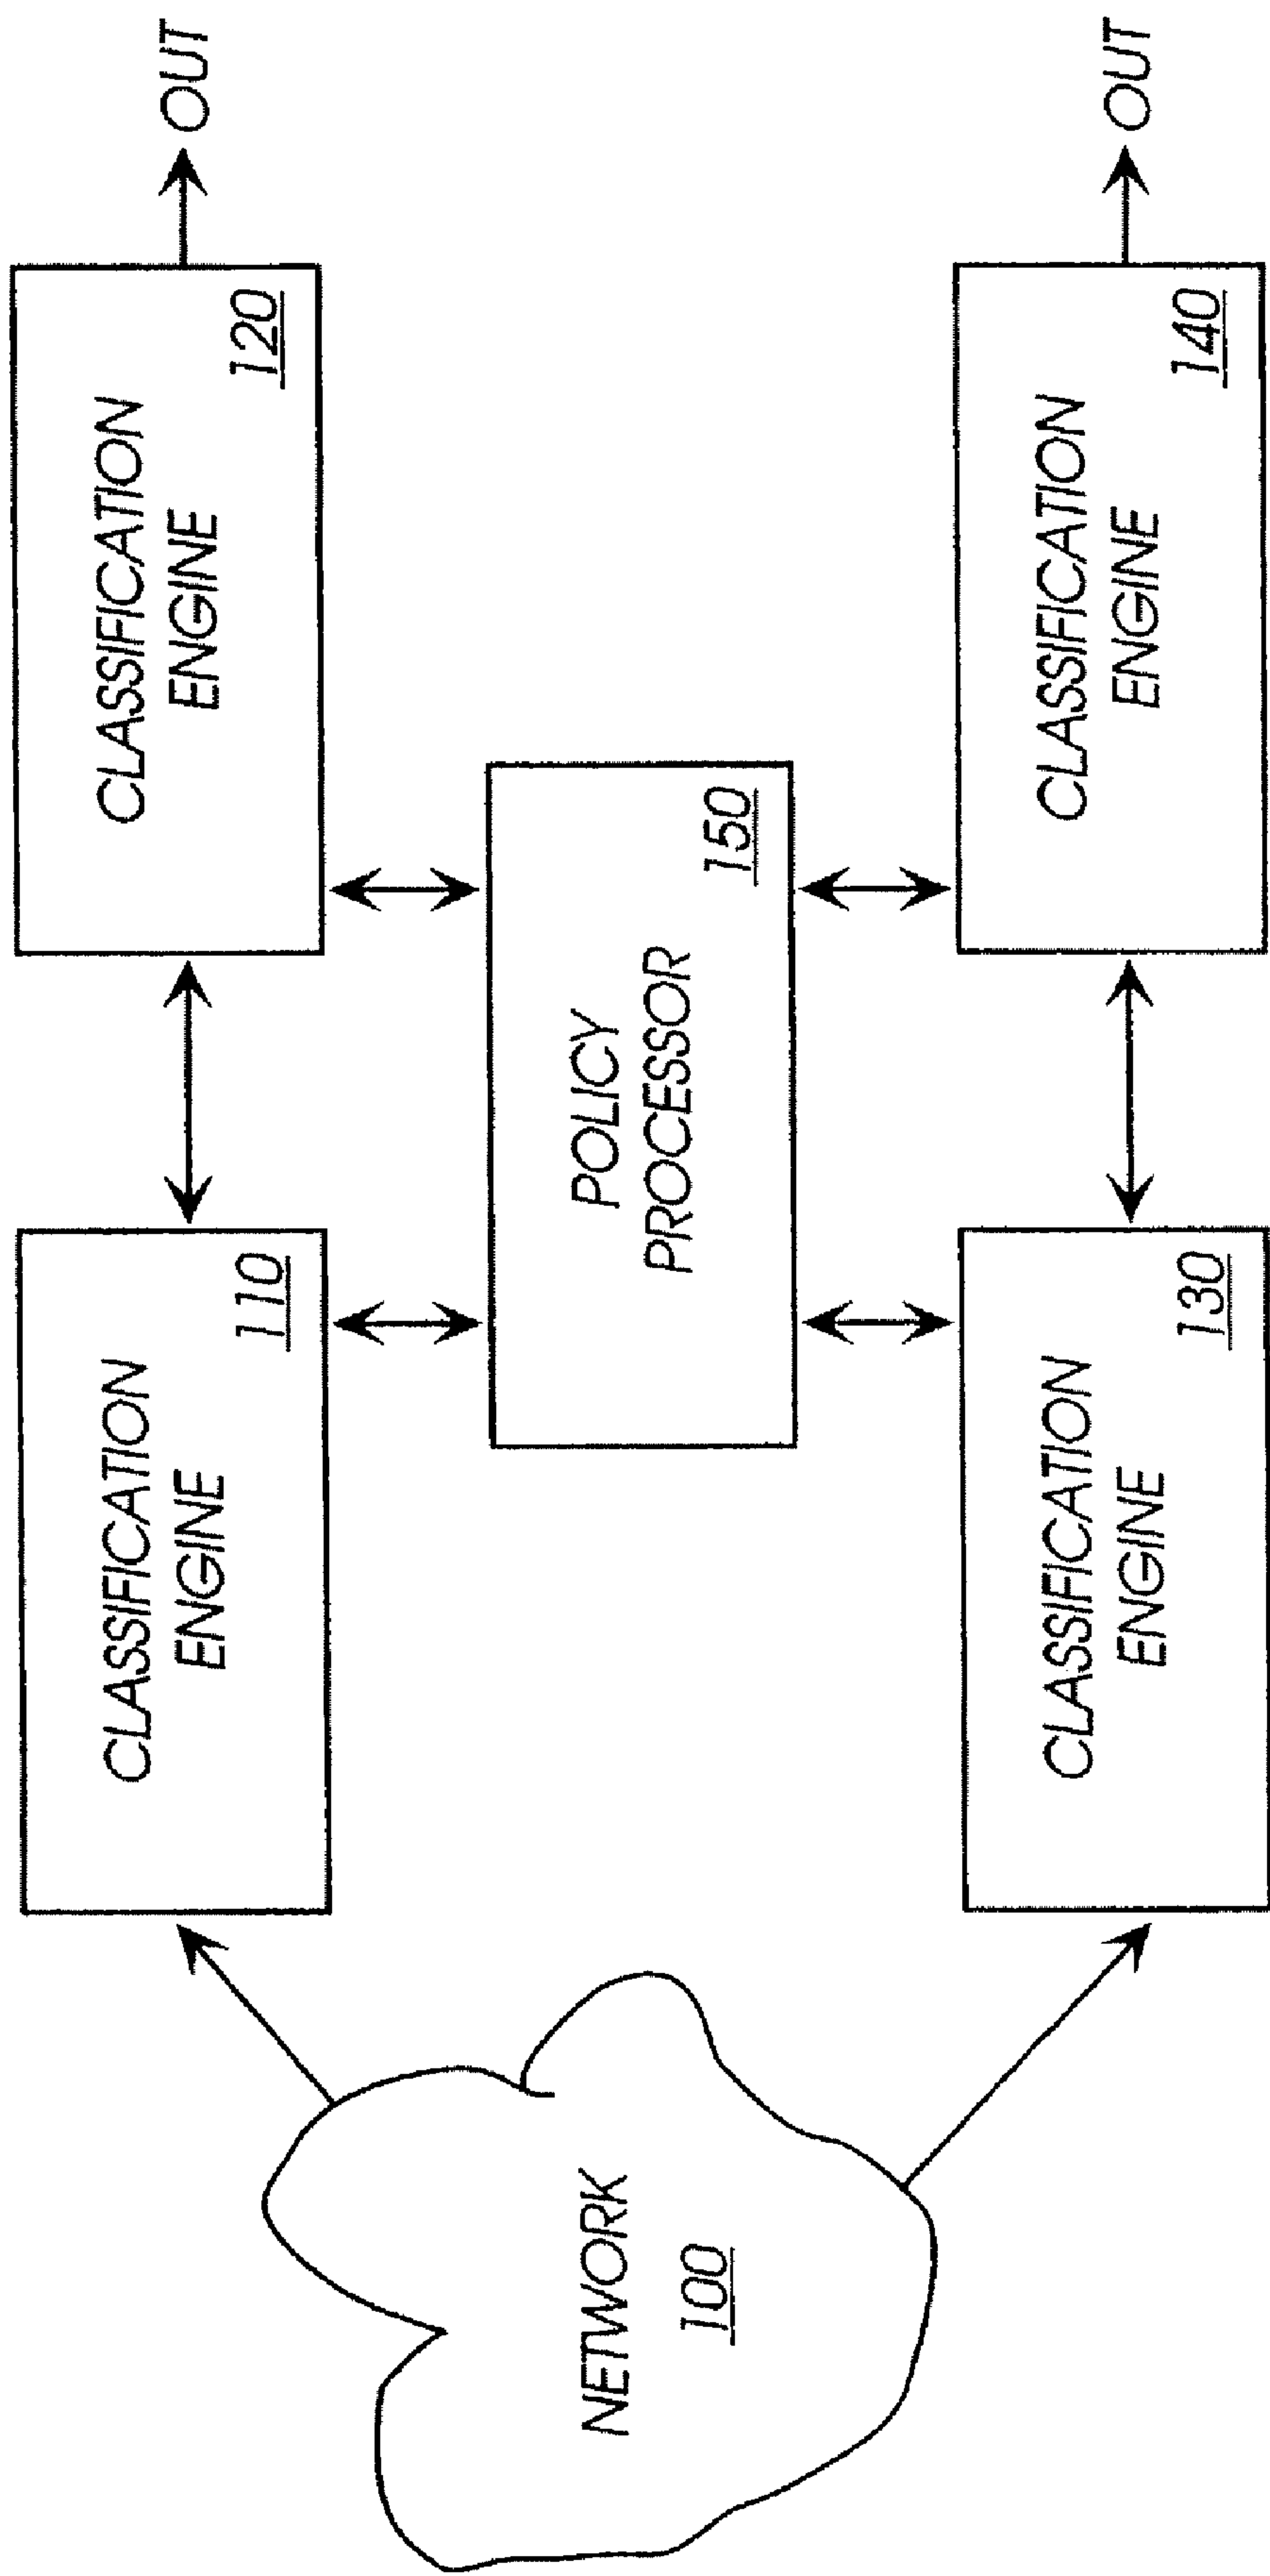 CLASSIFICATION
ENGINE
110
CLASSIFICATION
ENGINE
120
OUT
NETWORK
100
POLICY
PROCESSOR
150
CLASSIFICATION
ENGINE
130
CLASSIFICATION
ENGINE
140
OUT